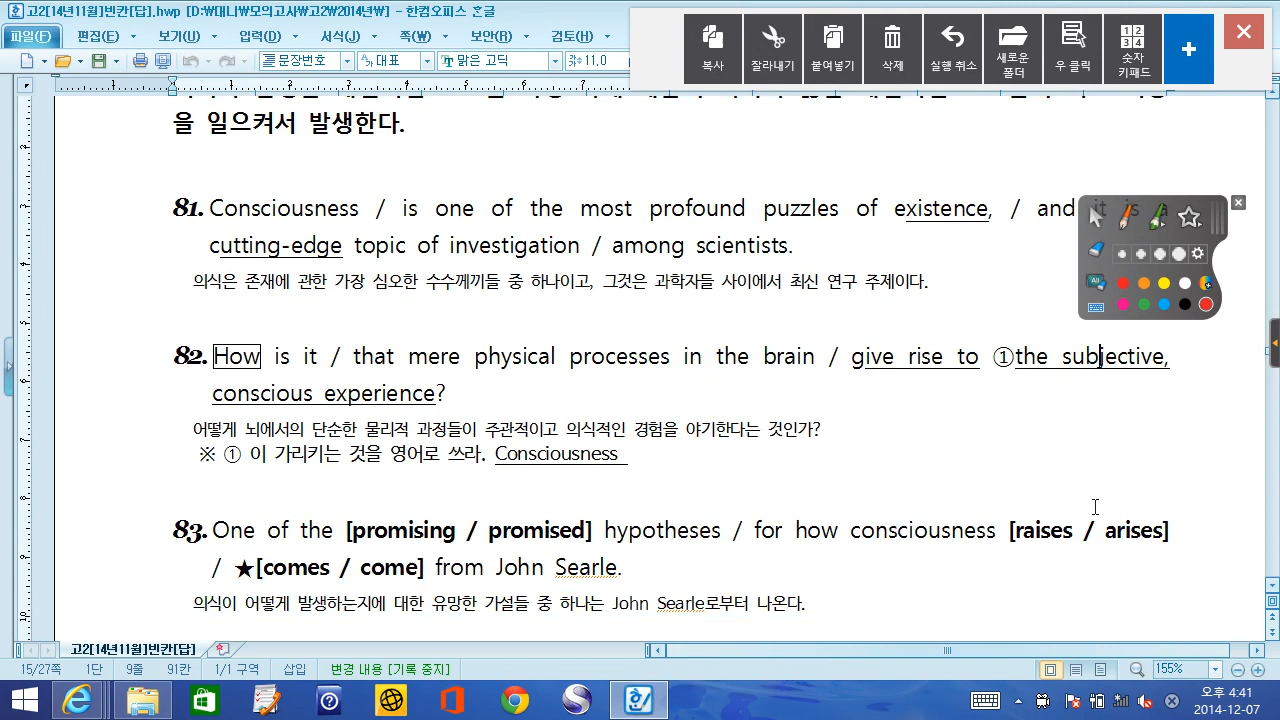 고2[14년11월]빈칸[답].hwp [D:₩대니₩모의고사₩고2₩2014년₩] - 한컴오피스 흔글
파일(F) 편집(E) 보기(U) 입력(D) 서식(J) 쪽(W) 보안(B) 검토(H)
복사 잘라내기 붙여넣기 삭제 실행 취소 새로운 폴더 우 클릭 숫자 키패드
문장번호 대표 맑은 고딕 11.0
을 일으켜서 발생한다.
81. Consciousness / is one of the most profound puzzles of existence, / and it is a
cutting-edge topic of investigation / among scientists.
의식은 존재에 관한 가장 심오한 수수께끼들 중 하나이고, 그것은 과학자들 사이에서 최신 연구 주제이다.
82. How is it / that mere physical processes in the brain / give rise to ①the subjective,
conscious experience?
어떻게 뇌에서의 단순한 물리적 과정들이 주관적이고 의식적인 경험을 야기한다는 것인가?
※ ① 이 가리키는 것을 영어로 쓰라. Consciousness
83. One of the [promising / promised] hypotheses / for how consciousness [raises / arises]
/ ★[comes / come] from John Searle.
의식이 어떻게 발생하는지에 대한 유망한 가설들 중 하나는 John Searle로부터 나온다.
고2[14년11월]빈칸[답]
15/27쪽 1단 9줄 91칸 1/1 구역 삽입 변경 내용 [기록 중지] 155%
오후 4:41
2014-12-07